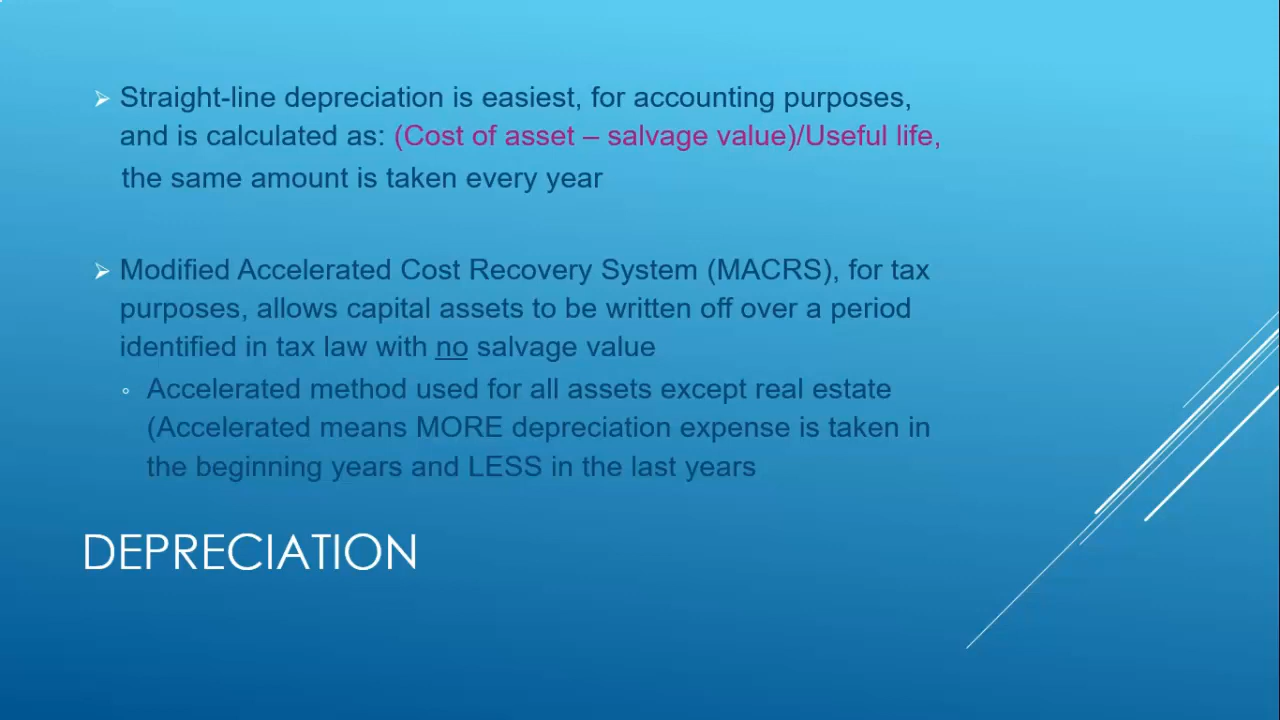 Straight-line depreciation is easiest, for accounting purposes,
and is calculated as: (Cost of asset – salvage value)/Useful life,
the same amount is taken every year
Modified Accelerated Cost Recovery System (MACRS), for tax
purposes, allows capital assets to be written off over a period
identified in tax law with no salvage value
Accelerated method used for all assets except real estate
(Accelerated means MORE depreciation expense is taken in
the beginning years and LESS in the last years
DEPRECIATION